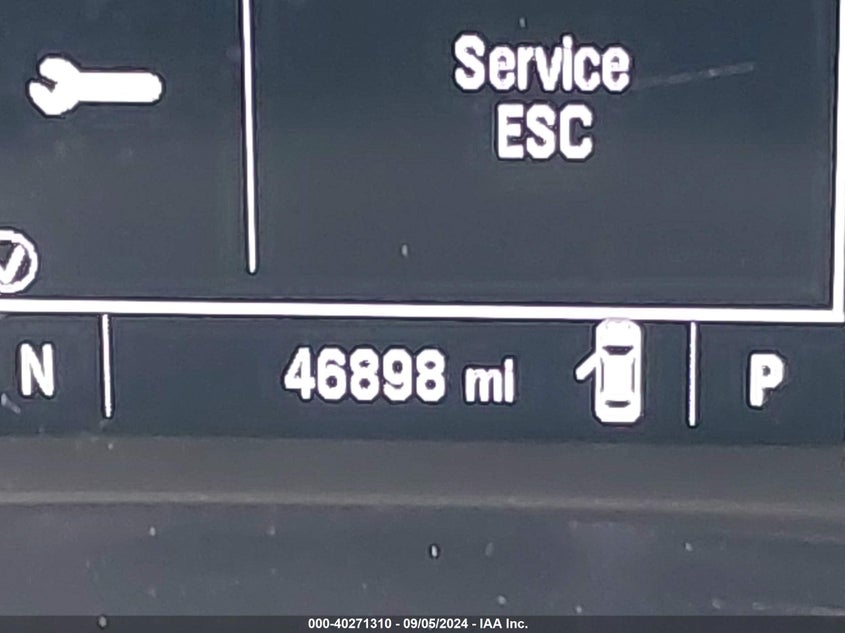 Service
ESC
N
46898 mi
P
000-40271310 - 09/05/2024 - IAA Inc.